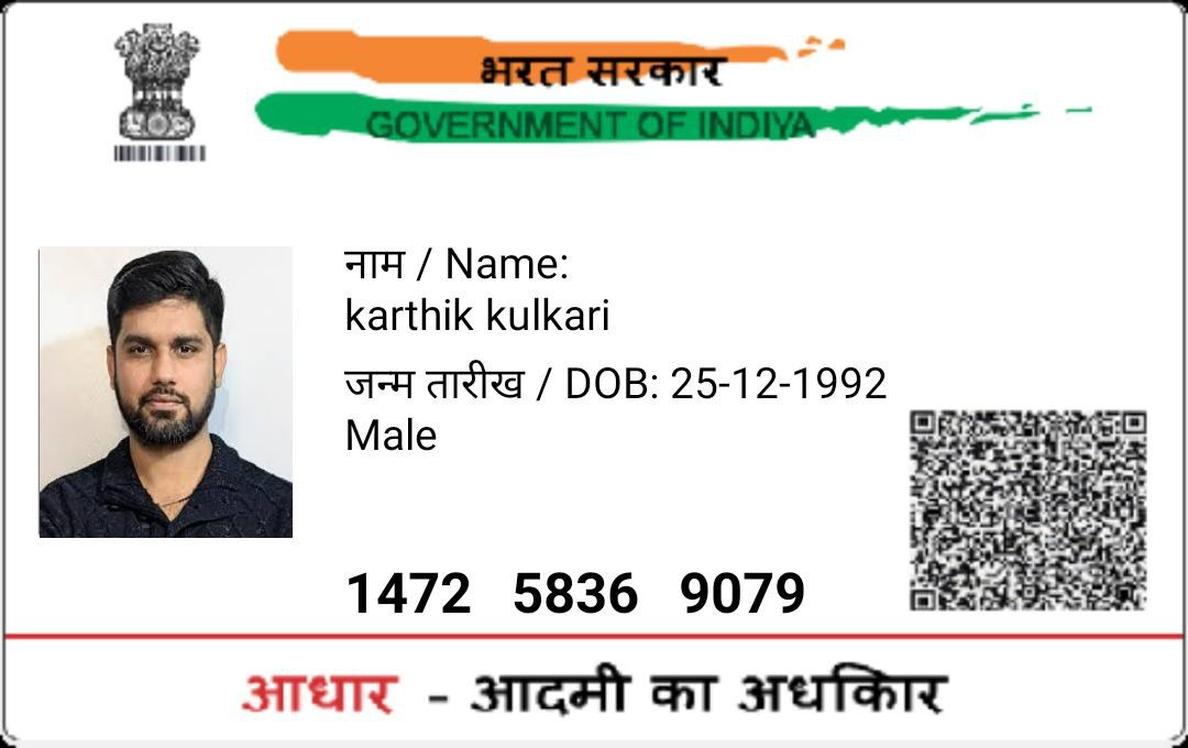 भरत सरकार
GOVERNMENT OF INDIYA
नाम / Name:
karthik kulkari
जन्म तारीख / DOB: 25-12-1992
Male
1472 5836 9079
आधार - आदमी का अधकिार